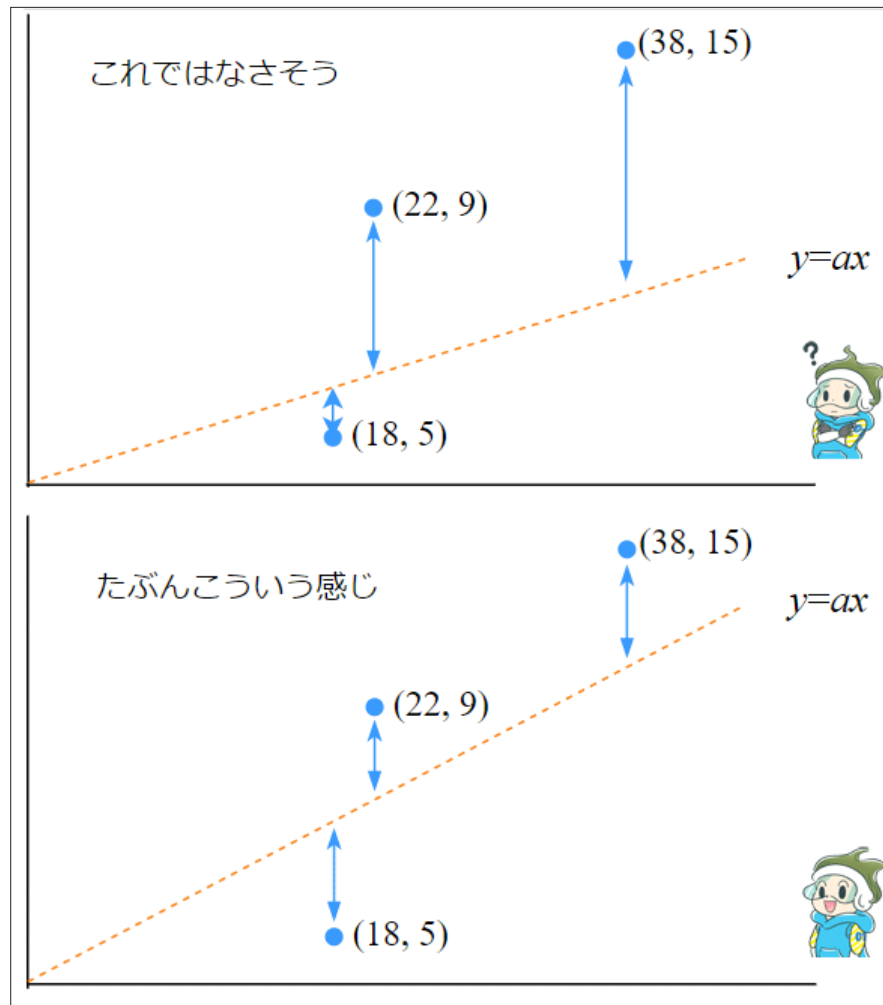 (38, 15)
これではなさそう
(22, 9)
y=ax
?
(18, 5)
(38, 15)
たぶんこういう感じ
y=ax
(22, 9)
(18, 5)